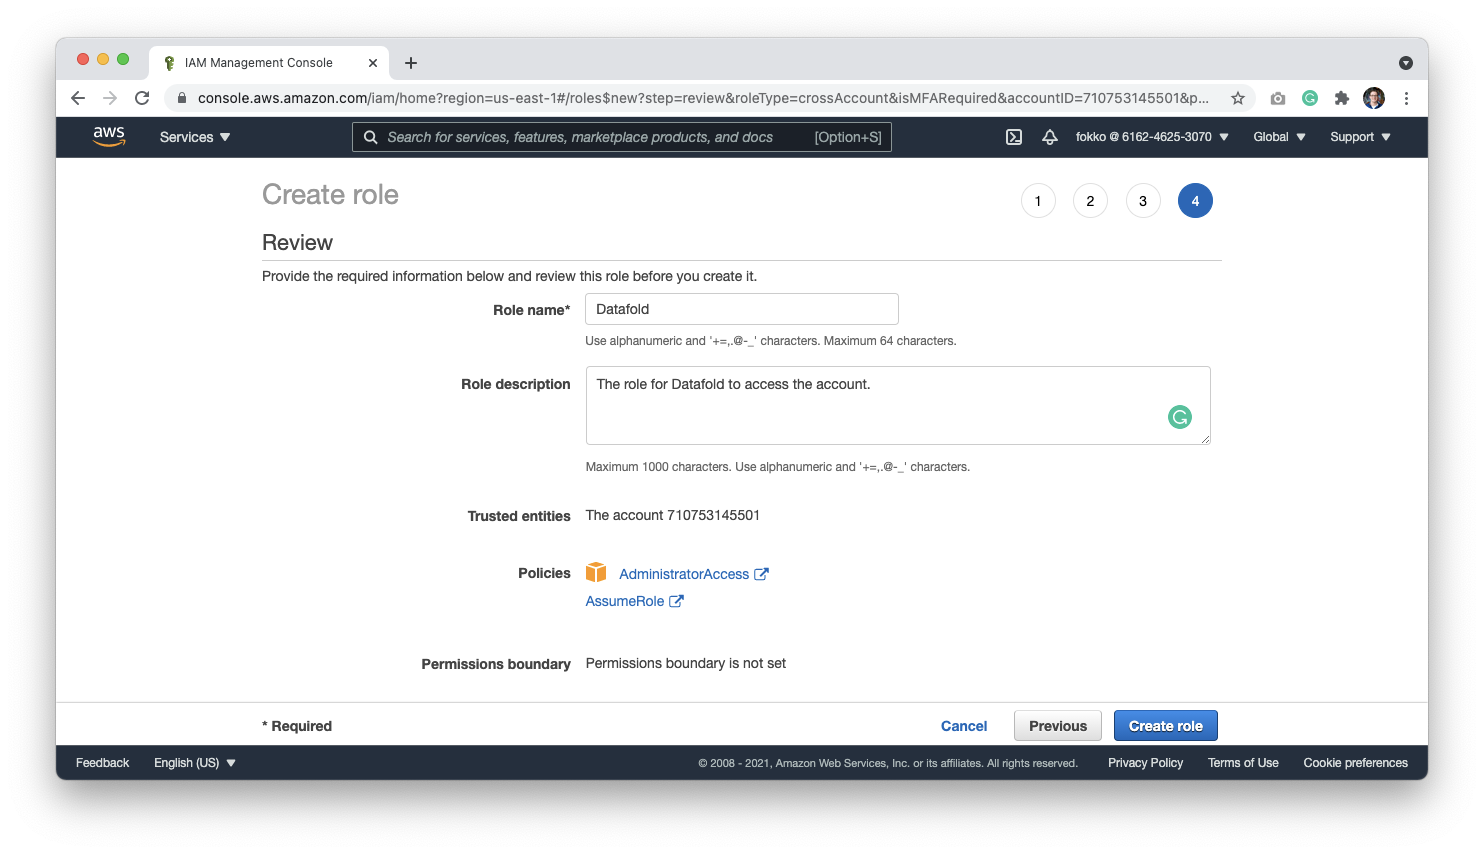 IAM Management Console
console.aws.amazon.com/iam/home?region=us-east-1#/roles$new?step=review&roleType=crossAccount&isMFARequired&accountID=710753145501&p...
aws Services Search for services, features, marketplace products, and docs [Option+S] fokko @ 6162-4625-3070 Global Support
Create role 1 2 3 4
Review
Provide the required information below and review this role before you create it.
Role name* Datafold
Use alphanumeric and '+=,.@-_' characters. Maximum 64 characters.
Role description The role for Datafold to access the account.
Maximum 1000 characters. Use alphanumeric and '+=,.@-_' characters.
Trusted entities The account 710753145501
Policies AdministratorAccess
AssumeRole
Permissions boundary Permissions boundary is not set
* Required Cancel Previous Create role
Feedback English (US) © 2008 - 2021, Amazon Web Services, Inc. or its affiliates. All rights reserved. Privacy Policy Terms of Use Cookie preferences